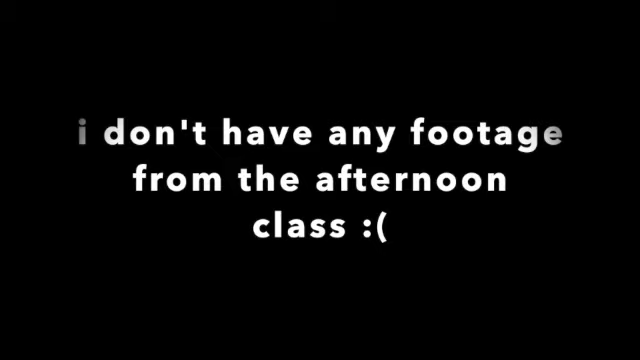 i don't have any footage
from the afternoon
class :(